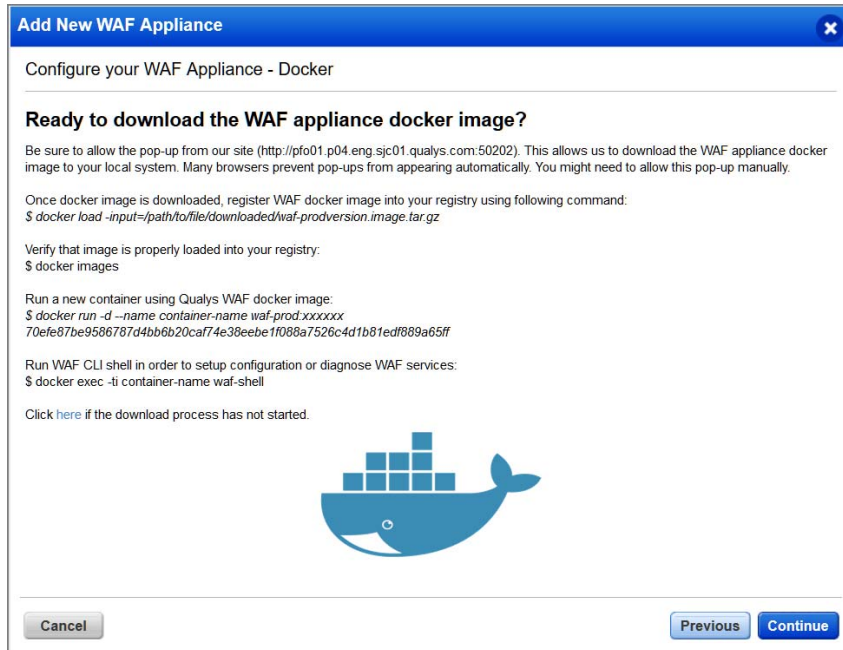 Add New WAF Appliance
Configure your WAF Appliance - Docker
Ready to download the WAF appliance docker image?
Be sure to allow the pop-up from our site (http://pfo01.p04.eng.sjc01.qualys.com:50202). This allows us to download the WAF appliance docker
image to your local system. Many browsers prevent pop-ups from appearing automatically. You might need to allow this pop-up manually.
Once docker image is downloaded, register WAF docker image into your registry using following command:
$ docker load -input=/path/to/file/downloaded/waf-prodversion.image.tar.gz
Verify that image is properly loaded into your registry:
$ docker images
Run a new container using Qualys WAF docker image:
$ docker run -d --name container-name waf-prod:xxxxxx
70efe87be9586787d4bb6b20caf74e38eebe1f088a7526c4d1b81edf889a65ff
Run WAF CLI shell in order to setup configuration or diagnose WAF services:
$ docker exec -ti container-name waf-shell
Click here if the download process has not started.
Cancel
Previous
Continue